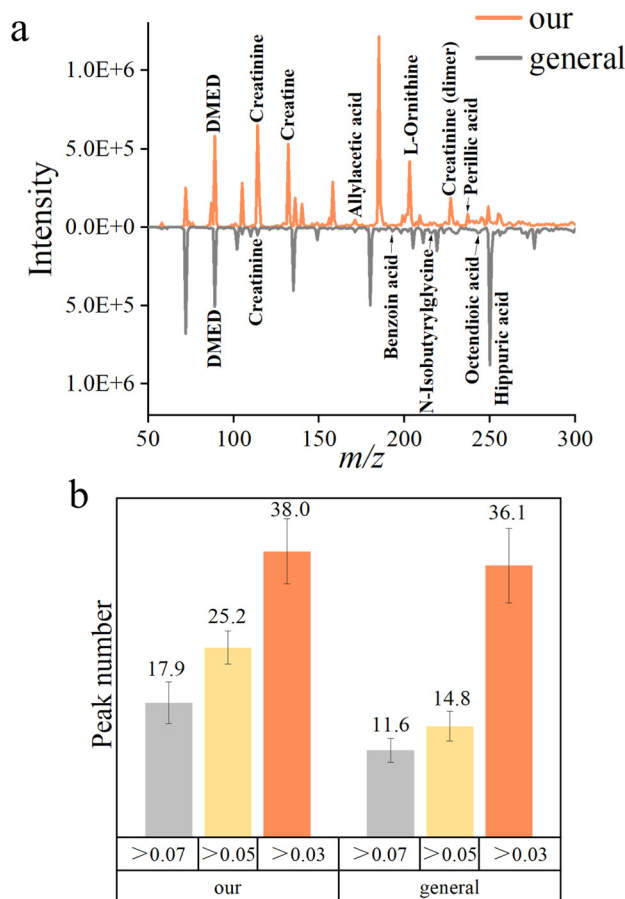 a
our
general
Intensity
1.0E+6
5.0E+5
0.0E+0
5.0E+5
1.0E+6
DMED
Creatinine
Creatine
Allylacetic acid
L-Ornithine
Creatinine (dimer)
Perillic acid
DMED
Creatinine
Benzoin acid
N-Isobutyrylglycine
Octendioic acid
Hippuric acid
50 100 150 200 250 300
m/z
b
Peak number
17.9 25.2 38.0 11.6 14.8 36.1
>0.07 >0.05 >0.03 >0.07 >0.05 >0.03
our general